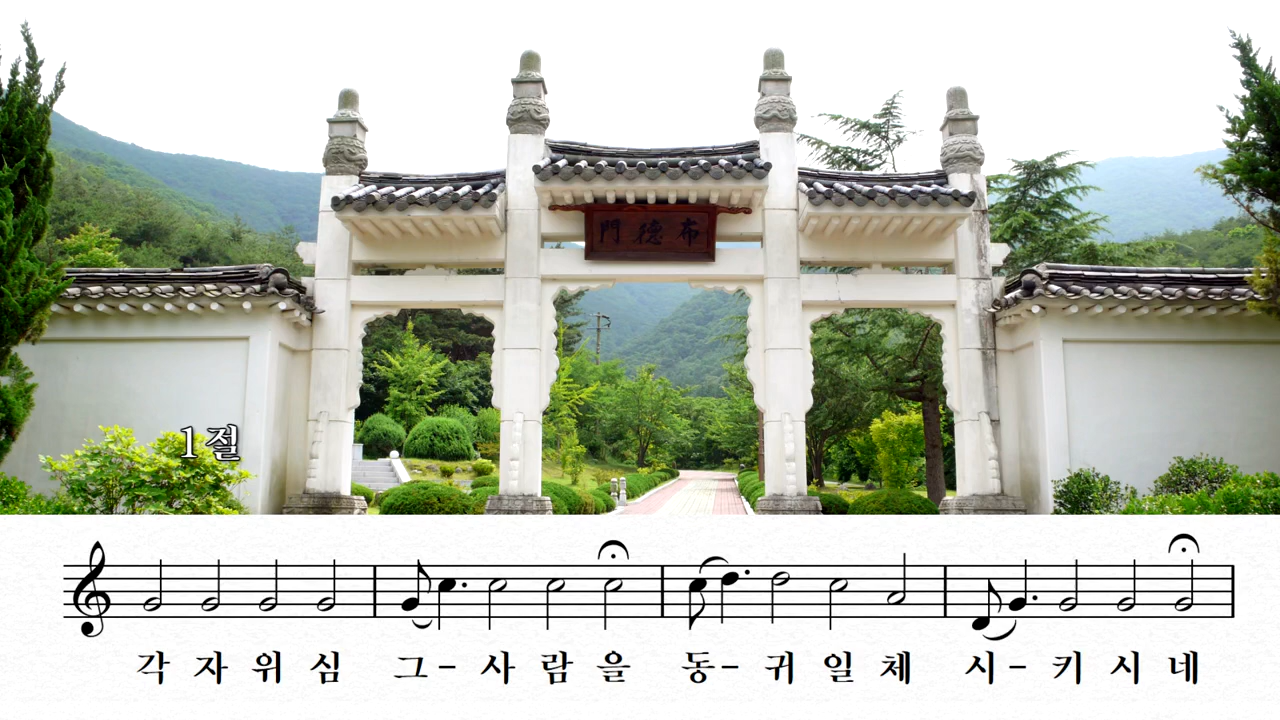 門德布
1절
각 자 위 심 그 - 사 람 을 동 - 귀 일 체 시 - 키 시 네